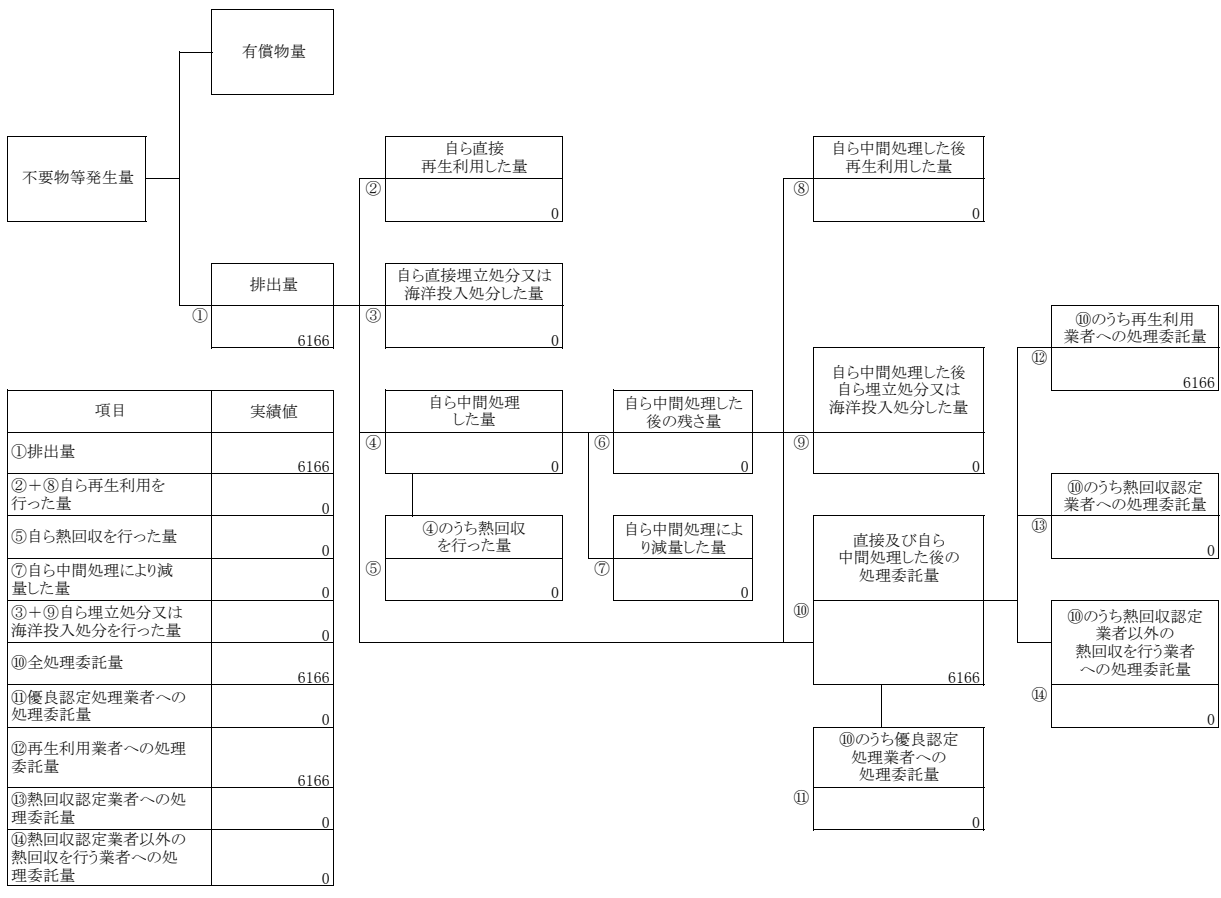 有償物量
不要物等発生量
自ら直接
再生利用した量
②
0
自ら中間処理した後
再生利用した量
⑧
0
排出量
①
6166
自ら直接埋立処分又は
海洋投入処分した量
③
0
⑩のうち再生利用
業者への処理委託量
⑫
6166
自ら中間処理
した量
④
0
自ら中間処理した
後の残さ量
⑥
0
自ら中間処理した後
自ら埋立処分又は
海洋投入処分した量
⑨
0
⑩のうち熱回収認定
業者への処理委託量
⑬
0
④のうち熱回収
を行った量
⑤
0
自ら中間処理によ
り減量した量
⑦
0
直接及び自ら
中間処理した後の
処理委託量
⑩
6166
⑩のうち熱回収認定
業者以外の
熱回収を行う業者
への処理委託量
⑭
0
⑩のうち優良認定
処理業者への
処理委託量
⑪
0
項目
実績値
①排出量
6166
②＋⑧自ら再生利用を
行った量
0
⑤自ら熱回収を行った量
0
⑦自ら中間処理により減
量した量
0
③＋⑨自ら埋立処分又は
海洋投入処分を行った量
0
⑩全処理委託量
6166
⑪優良認定処理業者への
処理委託量
0
⑫再生利用業者への処理
委託量
6166
⑬熱回収認定業者への処
理委託量
0
⑭熱回収認定業者以外の
熱回収を行う業者への処
理委託量
0